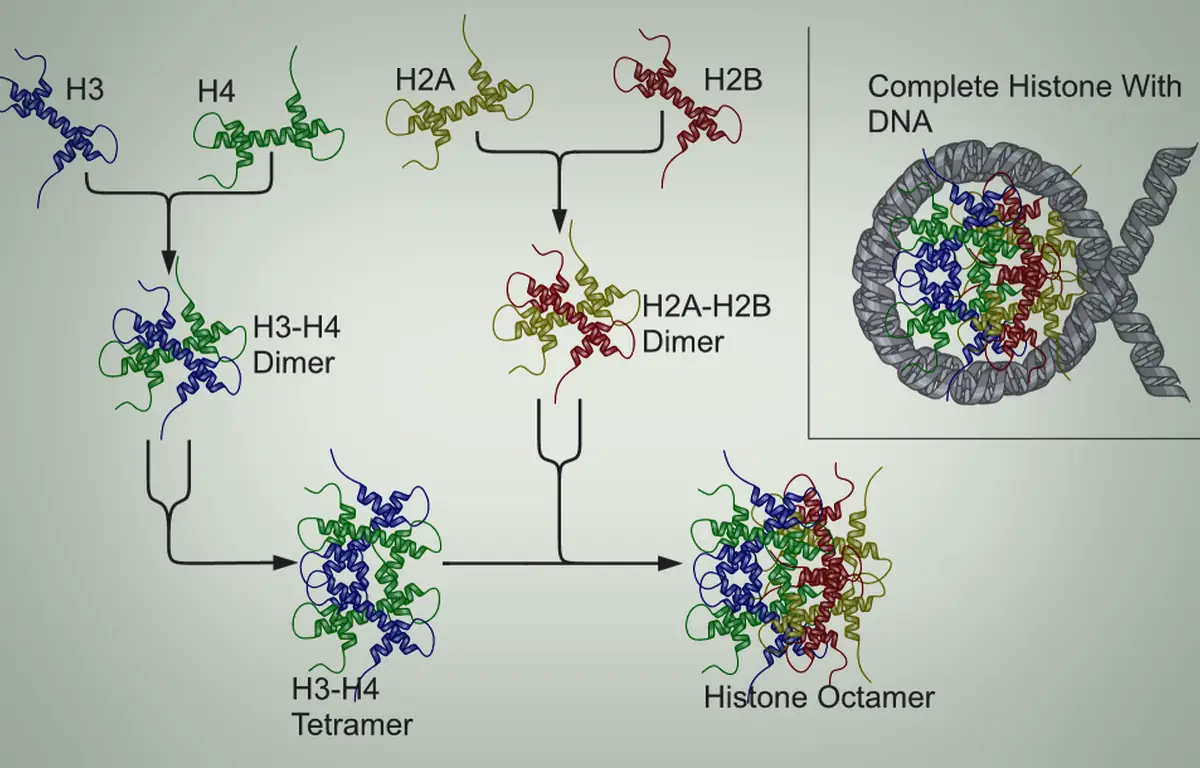 H3
H4
H2A
H2B
Complete Histone With
DNA
H3-H4
Dimer
H2A-H2B
Dimer
H3-H4
Tetramer
Histone Octamer